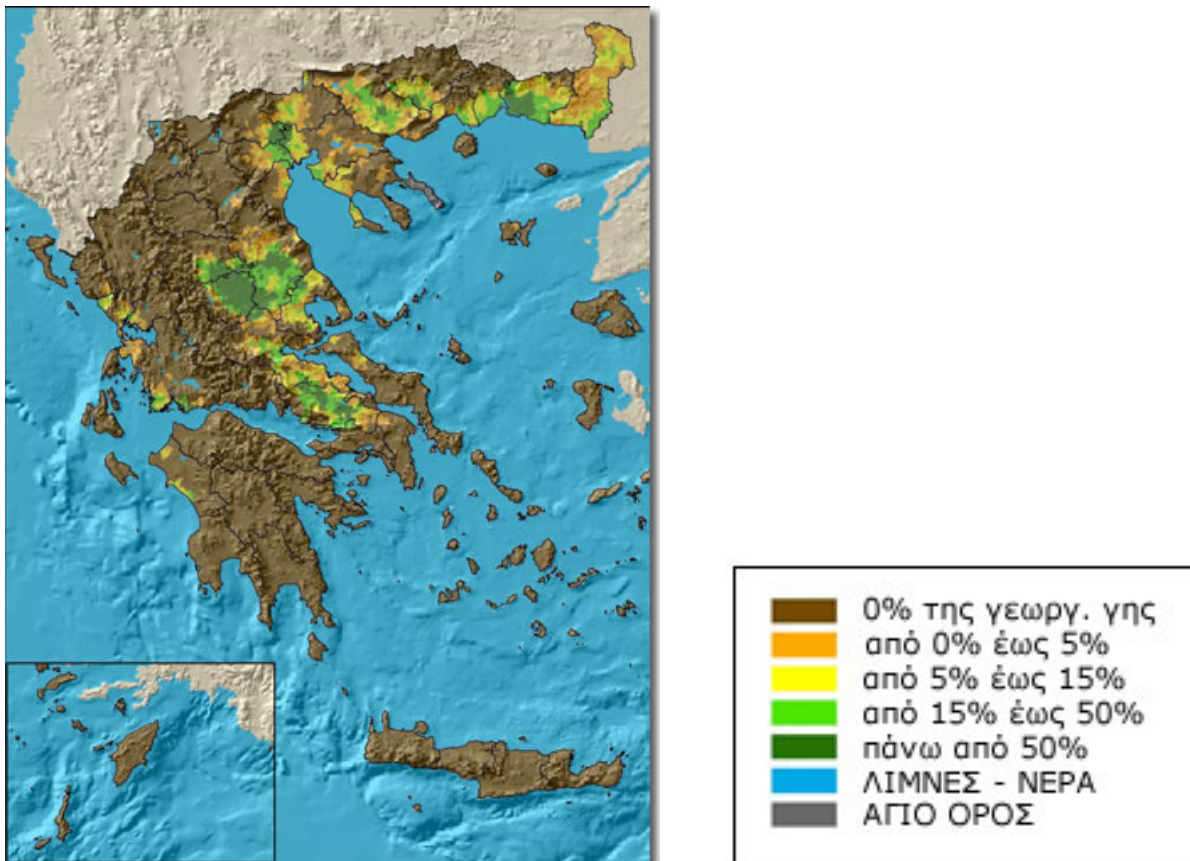 0% της γεωργ. γης
από 0% έως 5%
από 5% έως 15%
από 15% έως 50%
πάνω από 50%
ΛΙΜΝΕΣ - ΝΕΡΑ
ΑΓΙΟ ΟΡΟΣ